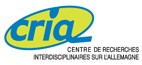 cria
CENTRE DE RECHERCHES
INTERDISCIPLINAIRES SUR L'ALLEMAGNE